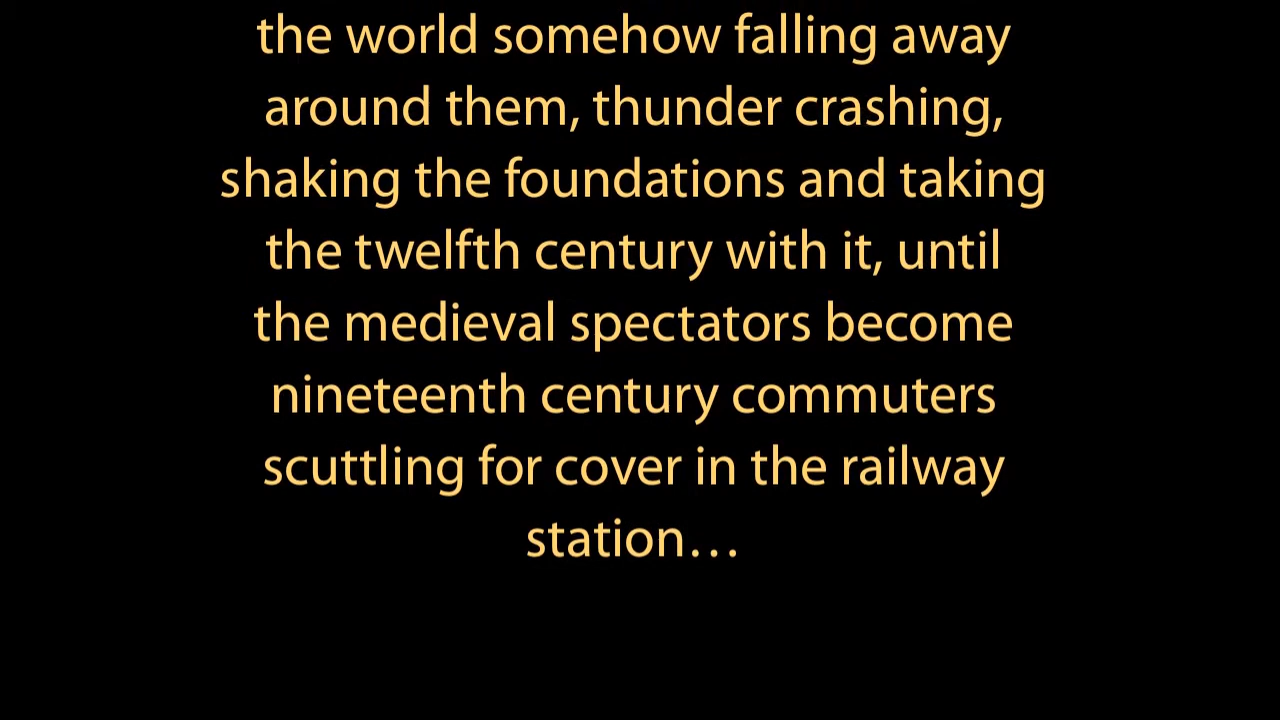 the world somehow falling away
around them, thunder crashing,
shaking the foundations and taking
the twelfth century with it, until
the medieval spectators become
nineteenth century commuters
scuttling for cover in the railway
station…